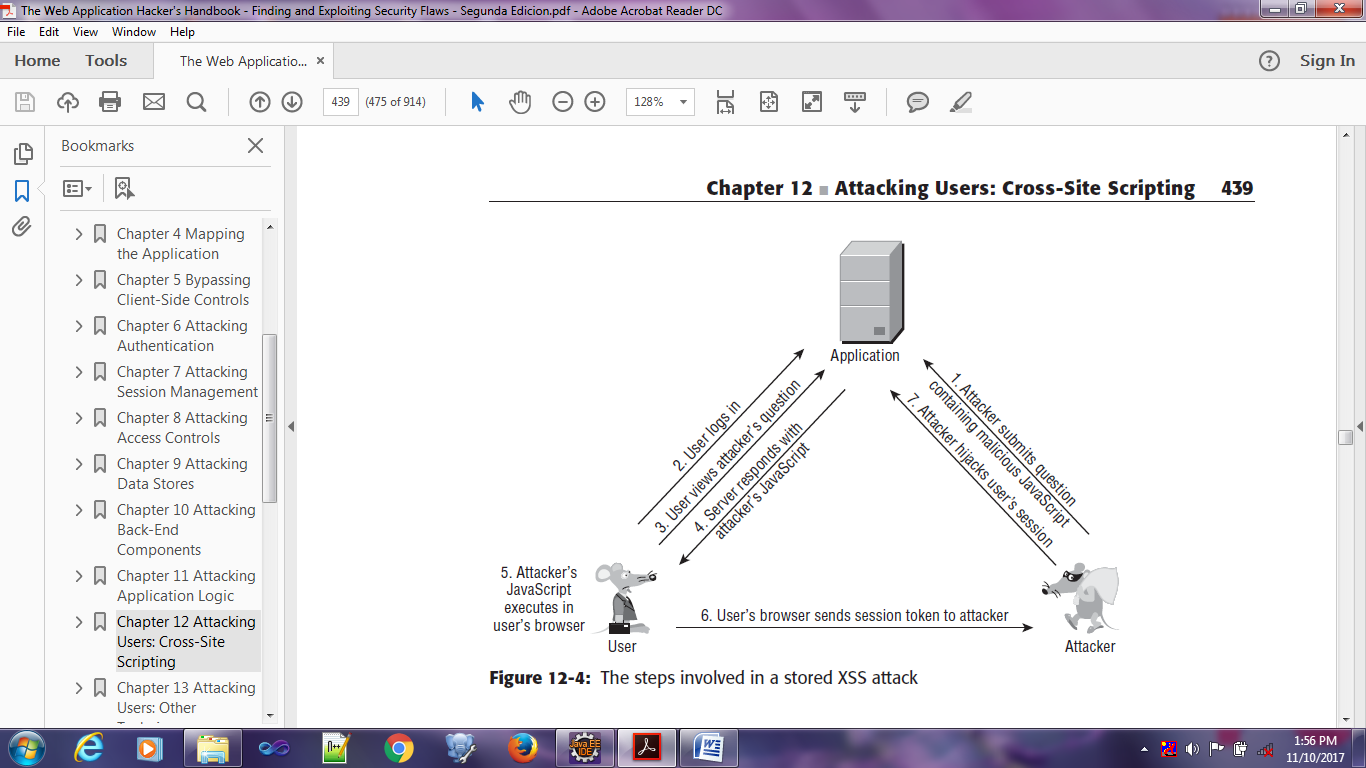 The Web Application Hacker's Handbook - Finding and Exploiting Security Flaws - Segunda Edicion.pdf - Adobe Acrobat Reader DC
File Edit View Window Help
Home Tools The Web Applicatio... × ? Sign In
439 (475 of 914) 128%
Bookmarks
Chapter 4 Mapping
the Application
Chapter 5 Bypassing
Client-Side Controls
Chapter 6 Attacking
Authentication
Chapter 7 Attacking
Session Management
Chapter 8 Attacking
Access Controls
Chapter 9 Attacking
Data Stores
Chapter 10 Attacking
Back-End
Components
Chapter 11 Attacking
Application Logic
Chapter 12 Attacking
Users: Cross-Site
Scripting
Chapter 13 Attacking
Users: Other
Chapter 12 ■ Attacking Users: Cross-Site Scripting 439
Application
2. User logs in
3. User views attacker's question
4. Server responds with
attacker's JavaScript
1. Attacker submits question
containing malicious JavaScript
7. Attacker hijacks user's session
5. Attacker's
JavaScript
executes in
user's browser
6. User's browser sends session token to attacker
User
Attacker
Figure 12-4: The steps involved in a stored XSS attack
Java EE
IDE
1:56 PM
11/10/2017